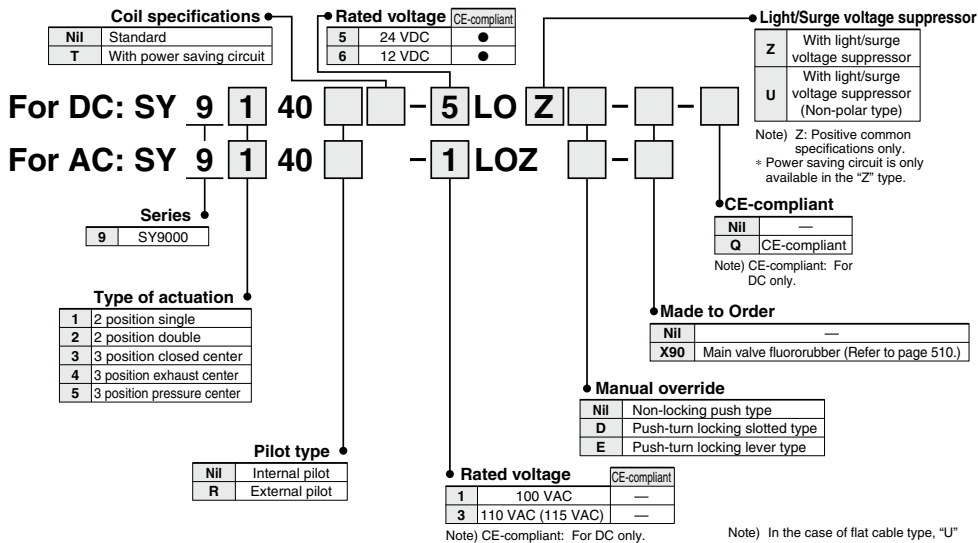 Coil specifications
Nil Standard
T With power saving circuit
Rated voltage CE-compliant
5 24 VDC ●
6 12 VDC ●
Light/Surge voltage suppressor
Z With light/surge
voltage suppressor
U With light/surge
voltage suppressor
(Non-polar type)
Note) Z: Positive common
specifications only.
∗ Power saving circuit is only
available in the “Z” type.
For DC: SY 9 1 40 – 5 LO Z – –
For AC: SY 9 1 40 – 1 LOZ –
Series
9 SY9000
CE-compliant
Nil —
Q CE-compliant
Note) CE-compliant: For
DC only.
Type of actuation
1 2 position single
2 2 position double
3 3 position closed center
4 3 position exhaust center
5 3 position pressure center
Made to Order
Nil —
X90 Main valve fluororubber (Refer to page 510.)
Manual override
Nil Non-locking push type
D Push-turn locking slotted type
E Push-turn locking lever type
Pilot type
Nil Internal pilot
R External pilot
Rated voltage CE-compliant
1 100 VAC —
3 110 VAC (115 VAC) —
Note) CE-compliant: For DC only.
Note) In the case of flat cable type, “U”